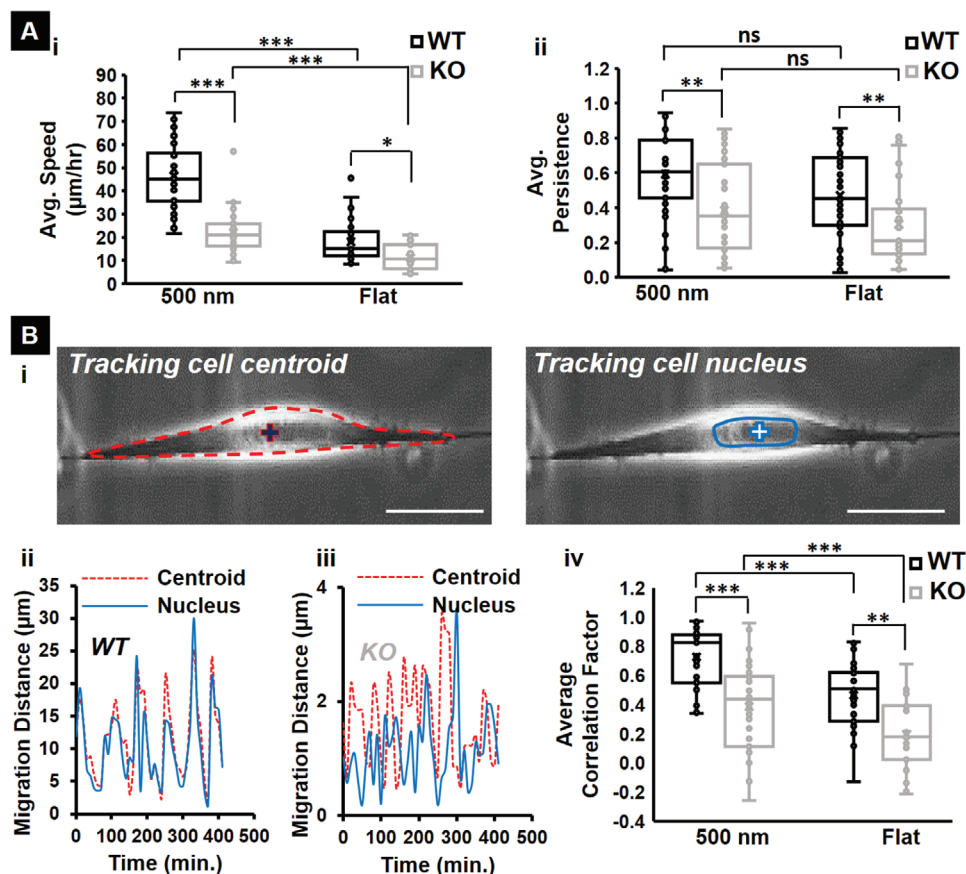 A
i
WT
KO
***
***
***
*
Avg. Speed
(µm/hr)
90
80
70
60
50
40
30
20
10
0
500 nm
Flat
ii
WT
KO
ns
ns
**
**
Avg.
Persistence
1.2
1.0
0.8
0.6
0.4
0.2
0.0
500 nm
Flat
B
i
Tracking cell centroid
Tracking cell nucleus
ii
Centroid
Nucleus
WT
Migration Distance (µm)
35
30
25
20
15
10
5
0
0 100 200 300 400 500
Time (min.)
iii
Centroid
Nucleus
KO
Migration Distance (µm)
4
2
0
0 100 200 300 400 500
Time (min.)
iv
WT
KO
***
***
***
**
Average
Correlation Factor
1.2
1.0
0.8
0.6
0.4
0.2
0.0
-0.2
-0.4
500 nm
Flat